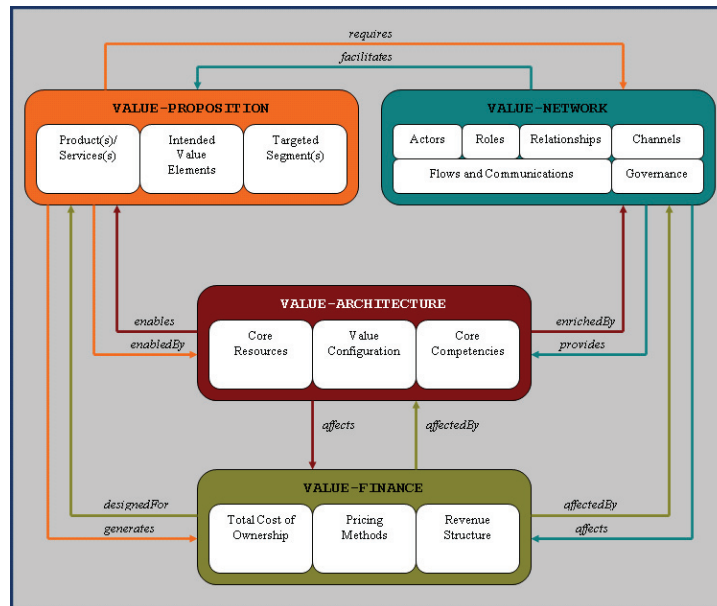 requires
facilitates
VALUE-PROPOSITION
Product(s)/
Services(s)
Intended
Value
Elements
Targeted
Segment(s)
VALUE-NETWORK
Actors
Roles
Relationships
Channels
Flows and Communications
Governance
enables
enabledBy
VALUE-ARCHITECTURE
Core
Resources
Value
Configuration
Core
Competencies
enrichedBy
provides
affects
affectedBy
designedFor
generates
VALUE-FINANCE
Total Cost of
Ownership
Pricing
Methods
Revenue
Structure
affectedBy
affects